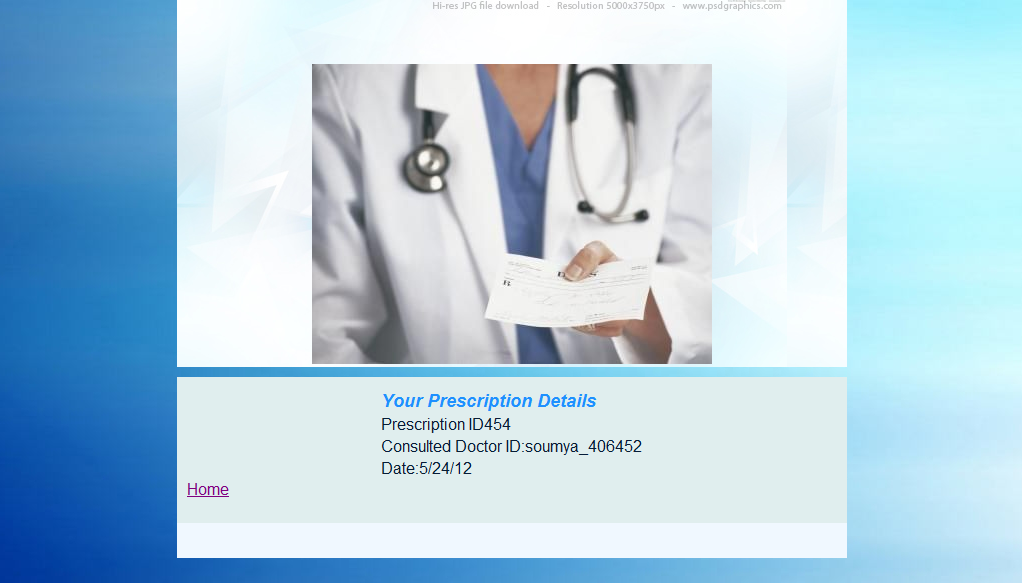 Hi-res JPG file download - Resolution 5000x3750px - www.psdgraphics.com
Your Prescription Details
Prescription ID454
Consulted Doctor ID:soumya_406452
Date:5/24/12
Home